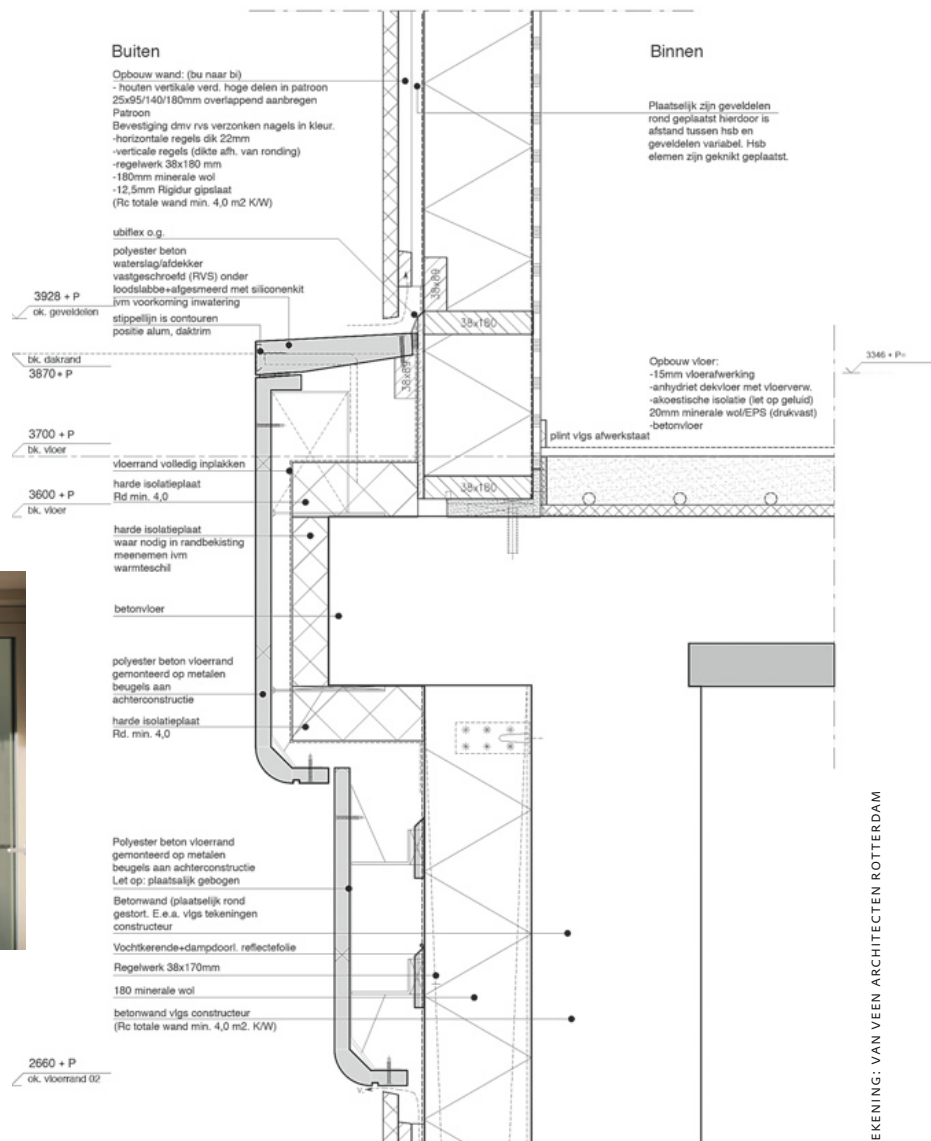 Buiten
Opbouw wand: (bu naar bi)
- houten vertikale verd. hoge delen in patroon
25x95/140/180mm overlappend aanbregen
Patroon
Bevestiging dmv rvs verzonken nagels in kleur.
-horizontale regels dik 22mm
-verticale regels (dikte afh. van ronding)
-regelwerk 38x180 mm
-180mm minerale wol
-12,5mm Rigidur gipslaat
(Rc totale wand min. 4,0 m2 K/W)
ubiflex o.g.
polyester beton
waterslag/afdekker
vastgeschroefd (RVS) onder
loodslabbe+afgesmeerd met siliconenkit
ivm voorkoming inwatering
stippellijn is contouren
positie alum, daktrim
3928 + P
ok. geveldelen
bk. dakrand
3870+ P
3700 + P
bk. vloer
vloerrand volledig inplakken
harde isolatieplaat
Rd min. 4,0
3600 + P
bk. vloer
harde isolatieplaat
waar nodig in randbekisting
meenemen ivm
warmteschil
betonvloer
polyester beton vloerrand
gemonteerd op metalen
beugels aan
achterconstructie
harde isolatieplaat
Rd. min. 4,0
Polyester beton vloerrand
gemonteerd op metalen
beugels aan achterconstructie
Let op: plaatsalijk gebogen
Betonwand (plaatselijk rond
gestort. E.e.a. vlgs tekeningen
constructeur
Vochtkerende+dampdoorl. reflectefolie
Regelwerk 38x170mm
180 minerale wol
betonwand vlgs constructeur
(Rc totale wand min. 4,0 m2. K/W)
2660 + P
ok. vloerrand 02
38x89
38x180
38x89
38x180
v.
Binnen
Plaatselijk zijn geveldelen
rond geplaatst hierdoor is
afstand tussen hsb en
geveldelen variabel. Hsb
elemen zijn geknikt geplaatst.
3346 + P=
Opbouw vloer:
-15mm vloerafwerking
-anhydriet dekvloer met vloerverw.
-akoestische isolatie (let op geluid)
20mm minerale wol/EPS (drukvast)
-betonvloer
plint vlgs afwerkstaat
EKENING: VAN VEEN ARCHITECTEN ROTTERDAM